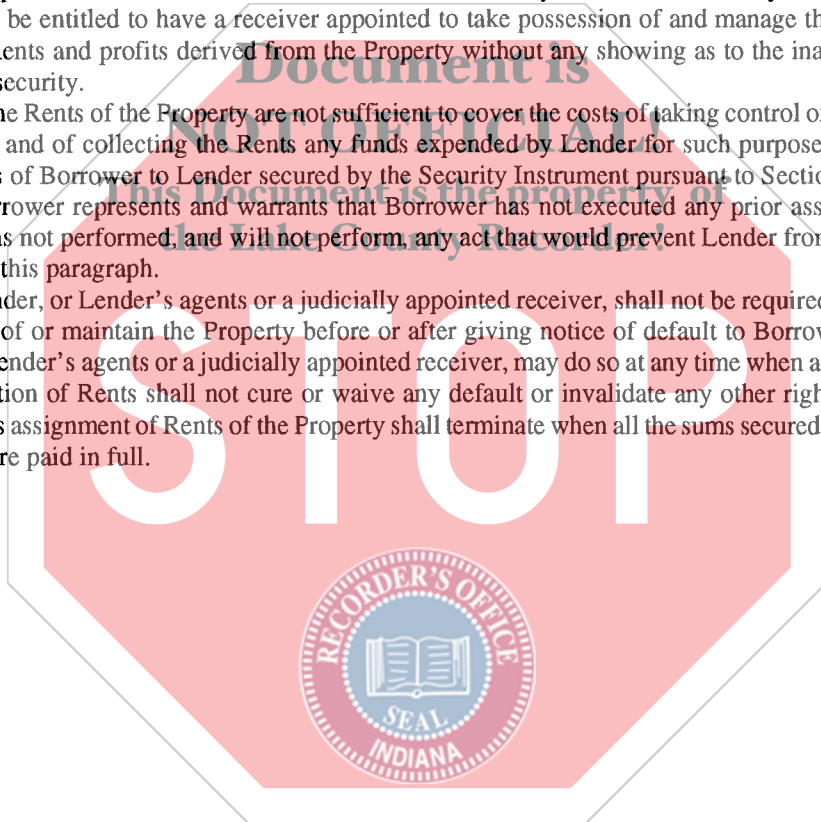 be entitled to have a receiver appointed to take possession of and manage th
ents and profits derived from the Property without any showing as to the ina
security.
Document is
ne Rents of the Property are not sufficient to cover the costs of taking control o
NOT OFFICIAL!
and of collecting the Rents any funds expended by Lender for such purpose
s of Borrower to Lender secured by the Security Instrument pursuant to Sectio
This Document is the property of
rrower represents and warrants that Borrower has not executed any prior ass
the Lake County Recorder!
as not performed, and will not perform, any act that would prevent Lender from
this paragraph.
nder, or Lender's agents or a judicially appointed receiver, shall not be required
of or maintain the Property before or after giving notice of default to Borrow
ender's agents or a judicially appointed receiver, may do so at any time when a
tion of Rents shall not cure or waive any default or invalidate any other righ
s assignment of Rents of the Property shall terminate when all the sums secured
re paid in full.
STOP
RECORDER'S OFFICE
SEAL
INDIANA